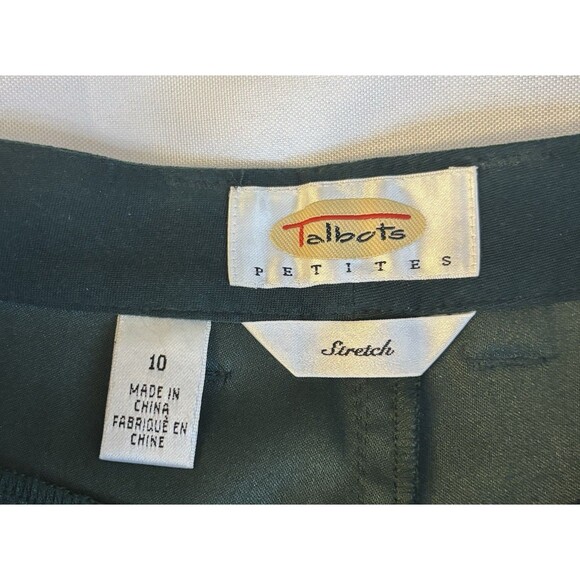 Talbots
PETITES
Stretch
10
MADE IN
CHINA
FABRIQUÉ EN
CHINE